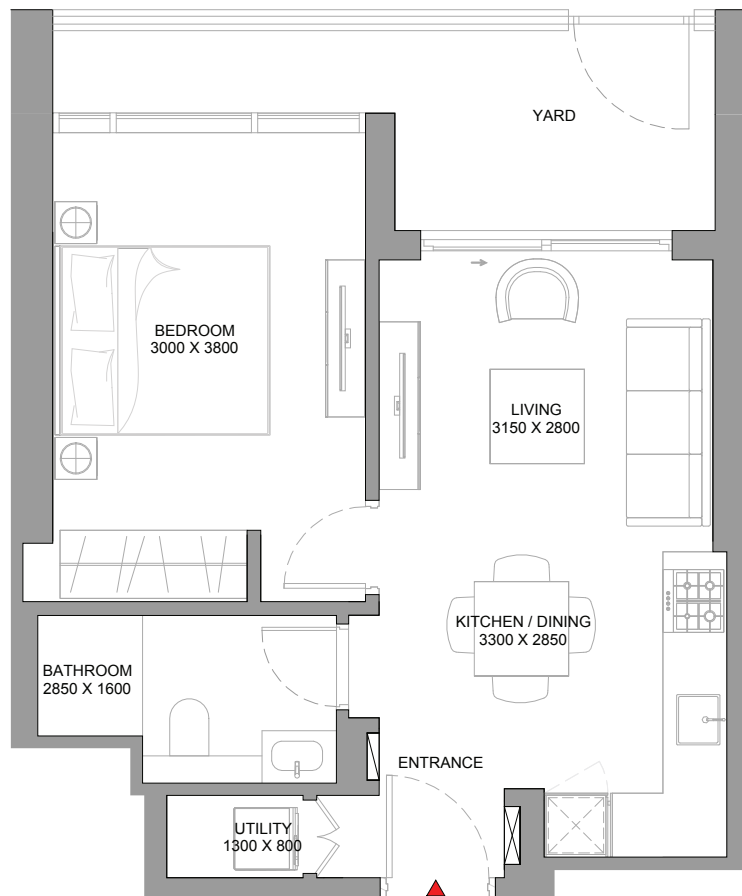 YARD
BEDROOM
3000 X 3800
LIVING
3150 X 2800
KITCHEN / DINING
3300 X 2850
BATHROOM
2850 X 1600
ENTRANCE
UTILITY
1300 X 800